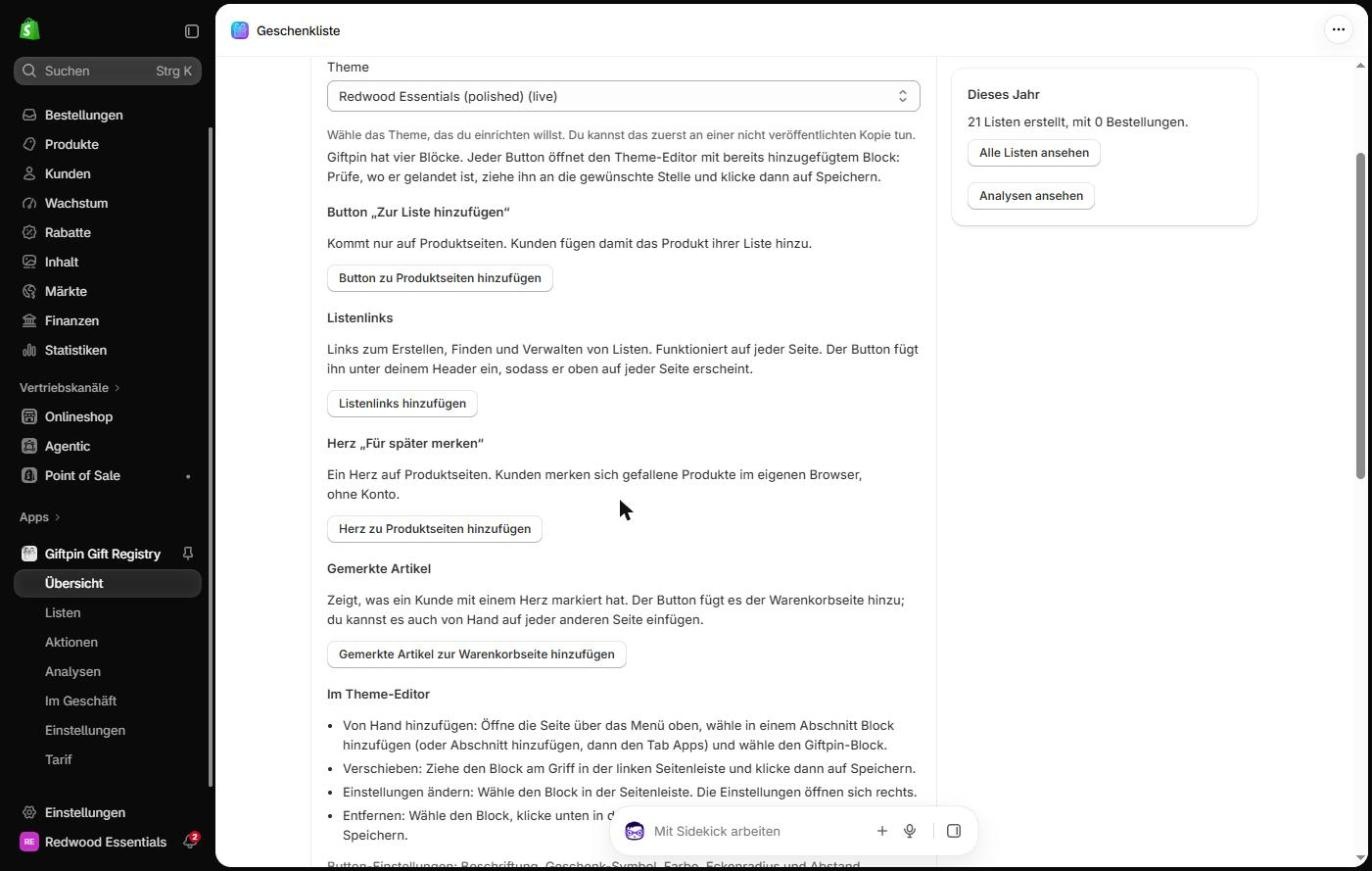 Suchen
Strg K
Bestellungen
Produkte
Kunden
Wachstum
Rabatte
Inhalt
Märkte
Finanzen
Statistiken
Vertriebskanäle
Onlineshop
Agentic
Point of Sale
Apps
Giftpin Gift Registry
Übersicht
Listen
Aktionen
Analysen
Im Geschäft
Einstellungen
Tarif
Einstellungen
RE
Redwood Essentials
2
Geschenkliste
Theme
Redwood Essentials (polished) (live)
Wähle das Theme, das du einrichten willst. Du kannst das zuerst an einer nicht veröffentlichten Kopie tun.
Giftpin hat vier Blöcke. Jeder Button öffnet den Theme-Editor mit bereits hinzugefügtem Block:
Prüfe, wo er gelandet ist, ziehe ihn an die gewünschte Stelle und klicke dann auf Speichern.
Button „Zur Liste hinzufügen“
Kommt nur auf Produktseiten. Kunden fügen damit das Produkt ihrer Liste hinzu.
Button zu Produktseiten hinzufügen
Listenlinks
Links zum Erstellen, Finden und Verwalten von Listen. Funktioniert auf jeder Seite. Der Button fügt
ihn unter deinem Header ein, sodass er oben auf jeder Seite erscheint.
Listenlinks hinzufügen
Herz „Für später merken“
Ein Herz auf Produktseiten. Kunden merken sich gefallene Produkte im eigenen Browser,
ohne Konto.
Herz zu Produktseiten hinzufügen
Gemerkte Artikel
Zeigt, was ein Kunde mit einem Herz markiert hat. Der Button fügt es der Warenkorbseite hinzu;
du kannst es auch von Hand auf jeder anderen Seite einfügen.
Gemerkte Artikel zur Warenkorbseite hinzufügen
Im Theme-Editor
• Von Hand hinzufügen: Öffne die Seite über das Menü oben, wähle in einem Abschnitt Block
hinzufügen (oder Abschnitt hinzufügen, dann den Tab Apps) und wähle den Giftpin-Block.
• Verschieben: Ziehe den Block am Griff in der linken Seitenleiste und klicke dann auf Speichern.
• Einstellungen ändern: Wähle den Block in der Seitenleiste. Die Einstellungen öffnen sich rechts.
• Entfernen: Wähle den Block, klicke unten in d
Speichern.
Button-Einstellungen: Beschriftung, Geschenk-Symbol, Farbe, Eckenradius und Abstand
Mit Sidekick arbeiten
Dieses Jahr
21 Listen erstellt, mit 0 Bestellungen.
Alle Listen ansehen
Analysen ansehen